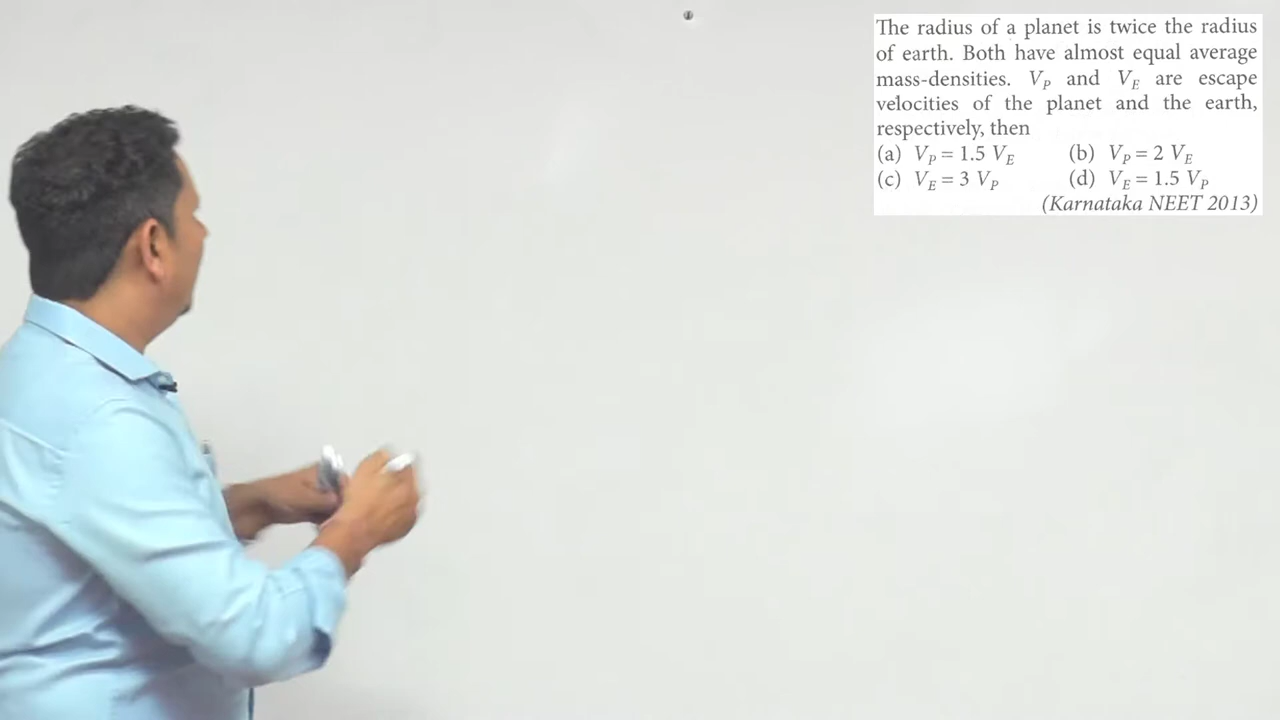 The radius of a planet is twice the radius
of earth. Both have almost equal average
mass-densities. V_P and V_E are escape
velocities of the planet and the earth,
respectively, then
(a) V_P = 1.5 V_E (b) V_P = 2 V_E
(c) V_E = 3 V_P (d) V_E = 1.5 V_P
(Karnataka NEET 2013)